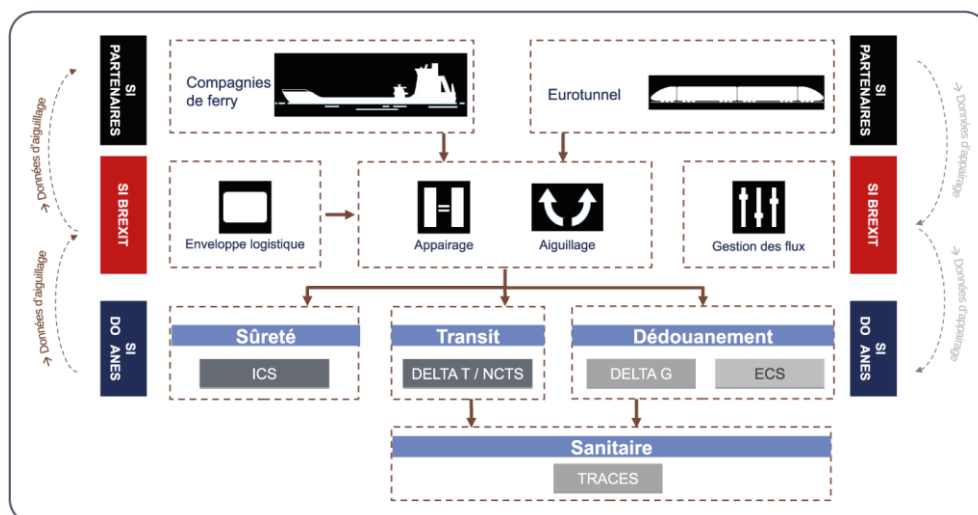 SI
PARTENAIRES
Compagnies
de ferry
Eurotunnel
SI
PARTENAIRES
→ Données d'aiguillage
→ Données d'appairage
SI BREXIT
Enveloppe logistique
Appairage
Aiguillage
Gestion des flux
SI BREXIT
→ Données d'aiguillage
→ Données d'appairage
SI
DO ANES
Sûreté
ICS
Transit
DELTA T / NCTS
Dédouanement
DELTA G
ECS
SI
DO ANES
Sanitaire
TRACES